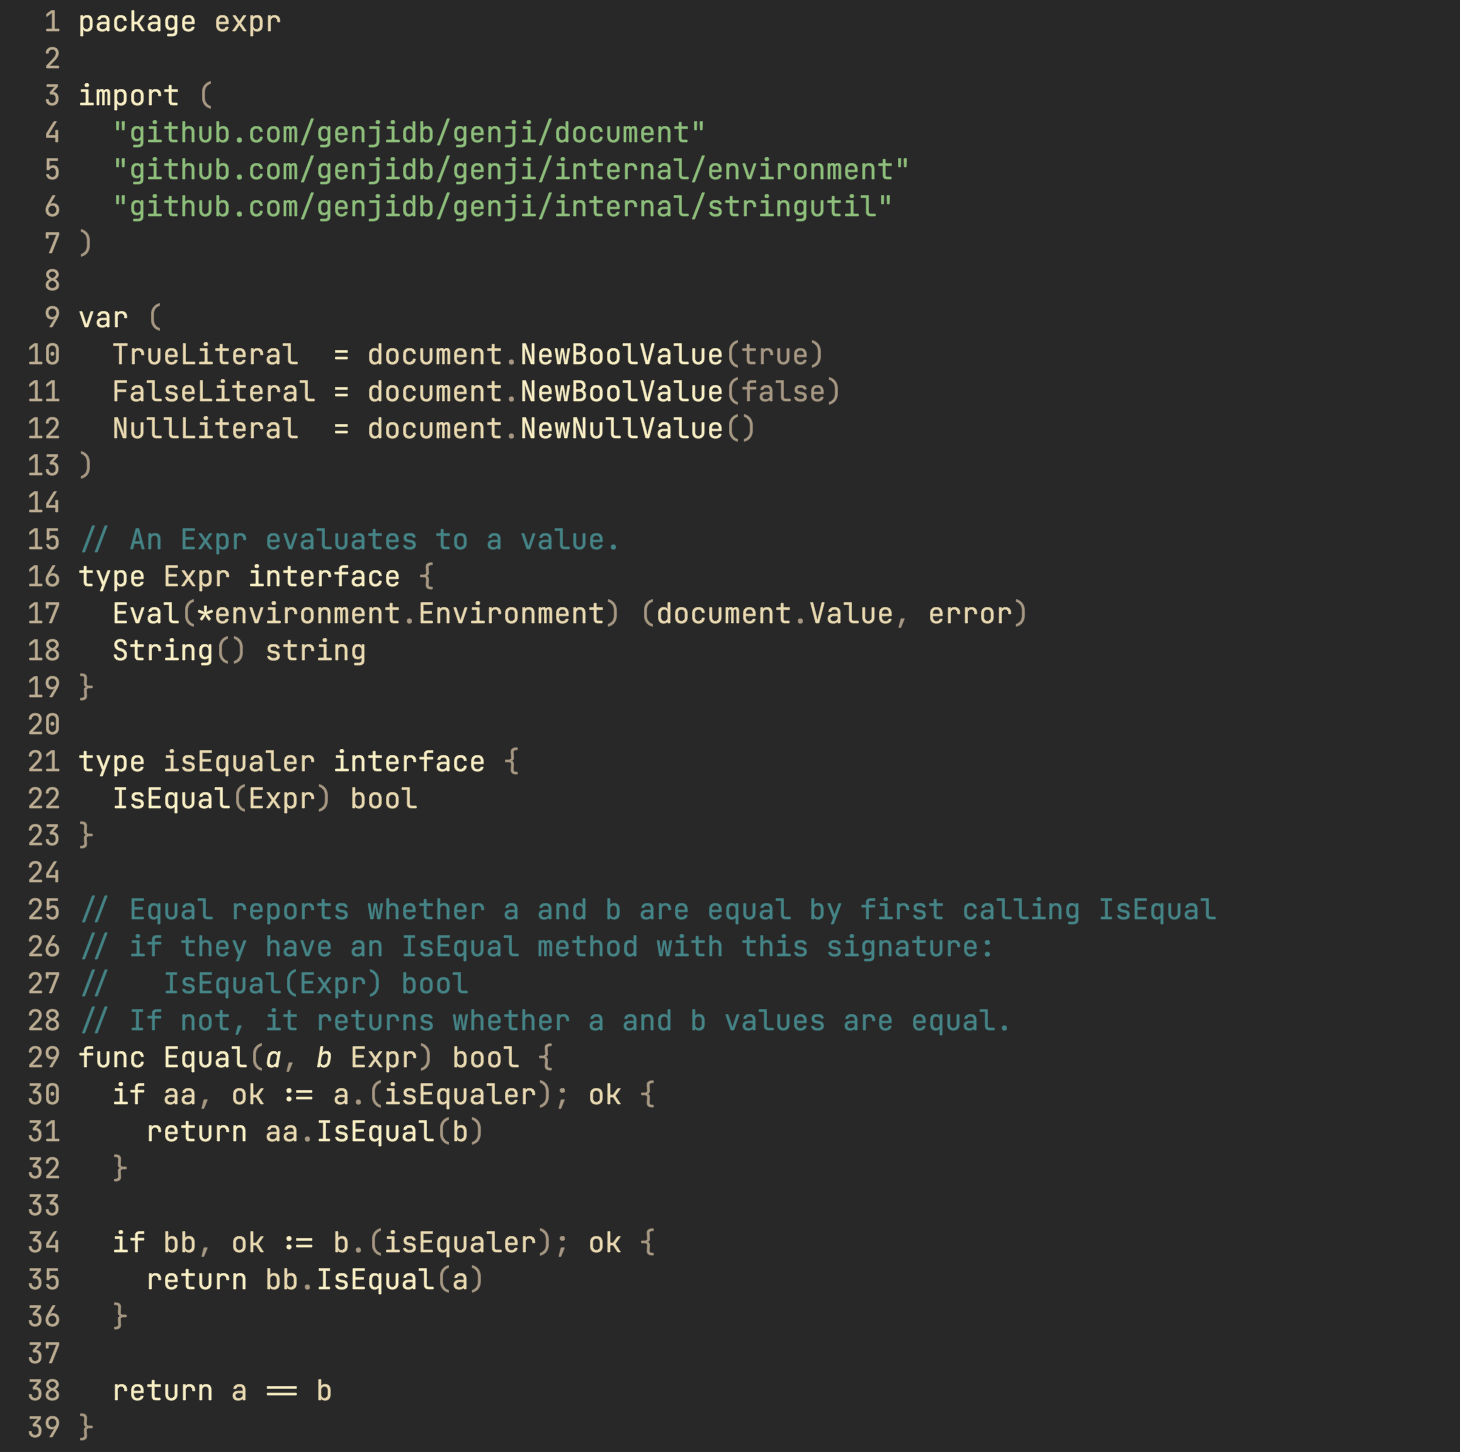 1 package expr
2
3 import (
4   "github.com/genjidb/genji/document"
5   "github.com/genjidb/genji/internal/environment"
6   "github.com/genjidb/genji/internal/stringutil"
7 )
8
9 var (
10   TrueLiteral  = document.NewBoolValue(true)
11   FalseLiteral = document.NewBoolValue(false)
12   NullLiteral  = document.NewNullValue()
13 )
14
15 // An Expr evaluates to a value.
16 type Expr interface {
17   Eval(*environment.Environment) (document.Value, error)
18   String() string
19 }
20
21 type isEqualer interface {
22   IsEqual(Expr) bool
23 }
24
25 // Equal reports whether a and b are equal by first calling IsEqual
26 // if they have an IsEqual method with this signature:
27 //   IsEqual(Expr) bool
28 // If not, it returns whether a and b values are equal.
29 func Equal(a, b Expr) bool {
30   if aa, ok := a.(isEqualer); ok {
31     return aa.IsEqual(b)
32   }
33
34   if bb, ok := b.(isEqualer); ok {
35     return bb.IsEqual(a)
36   }
37
38   return a == b
39 }